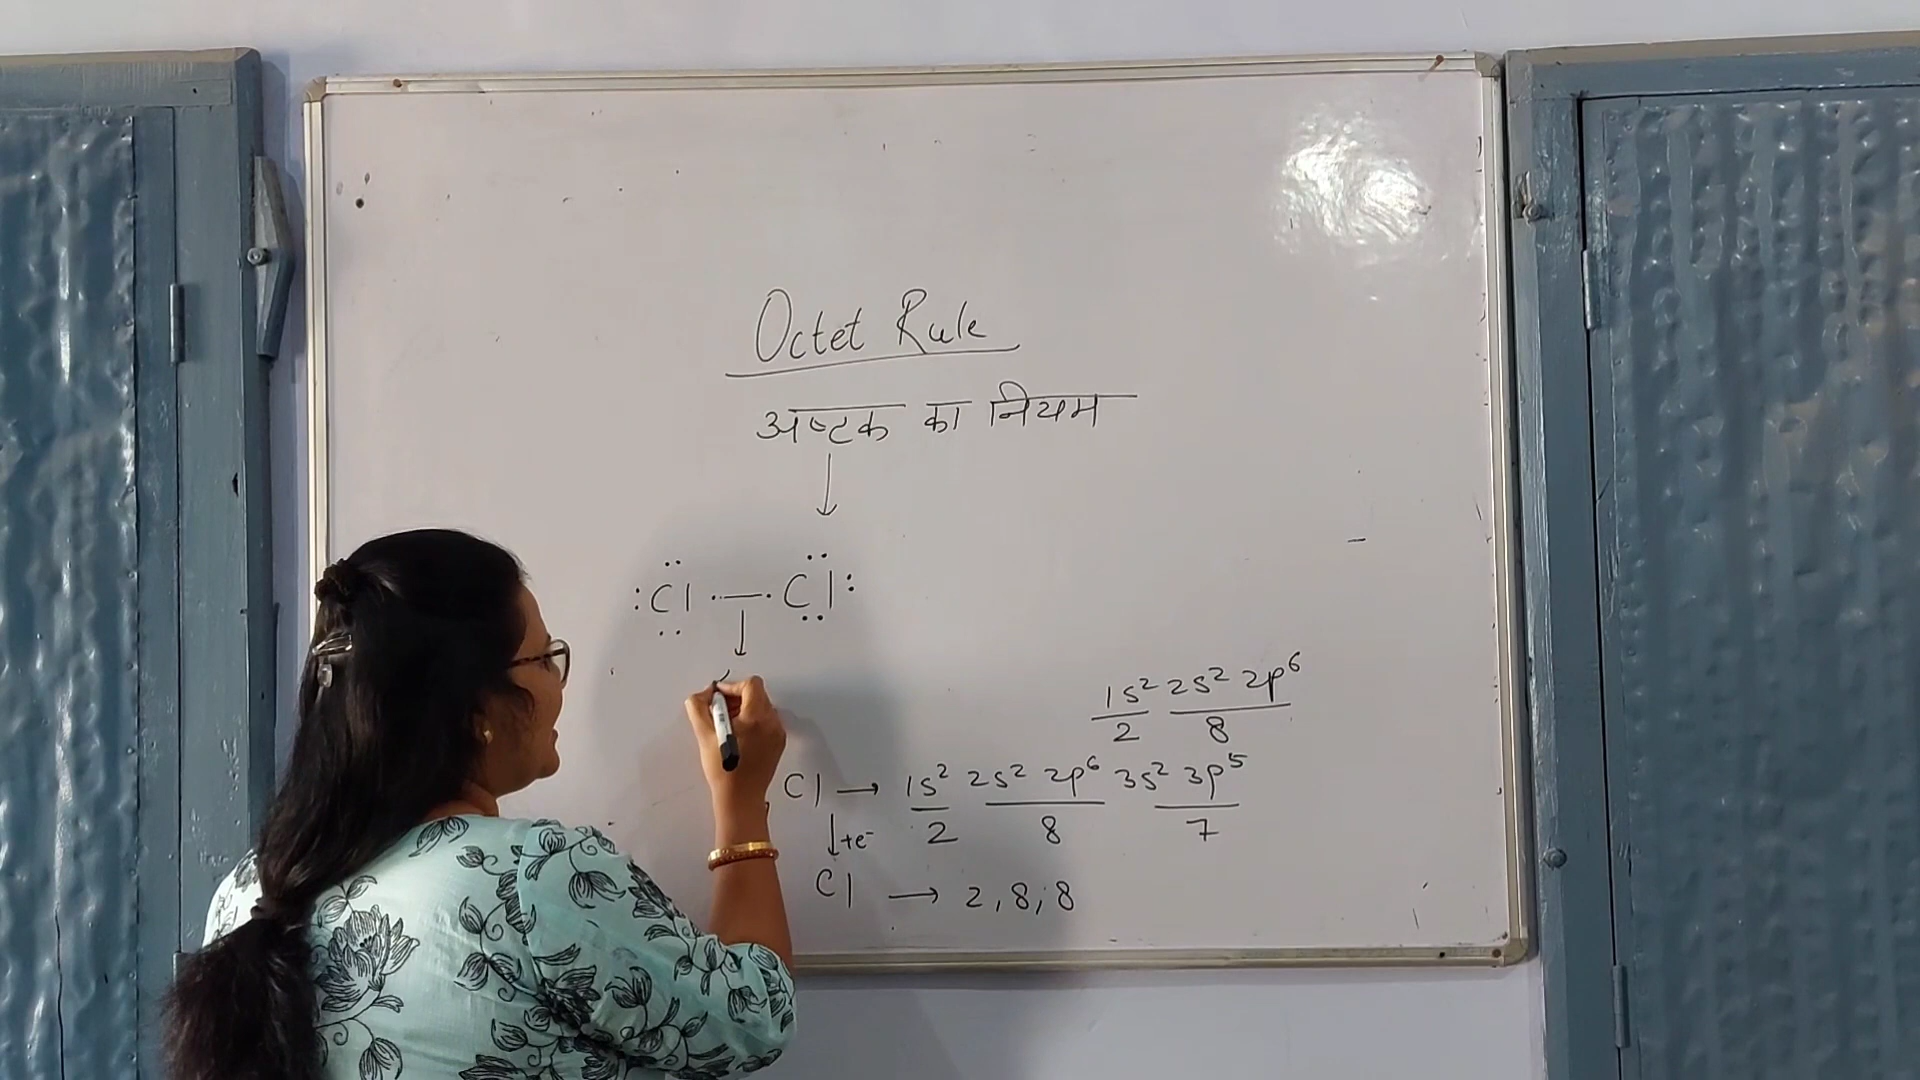 Octet Rule
अष्टक का नियम
:Cl·—·Cl:
1s² 2s² 2p⁶
2 8
Cl → 1s² 2s² 2p⁶ 3s² 3p⁵
2 8 7
↓+e⁻
Cl → 2,8,8